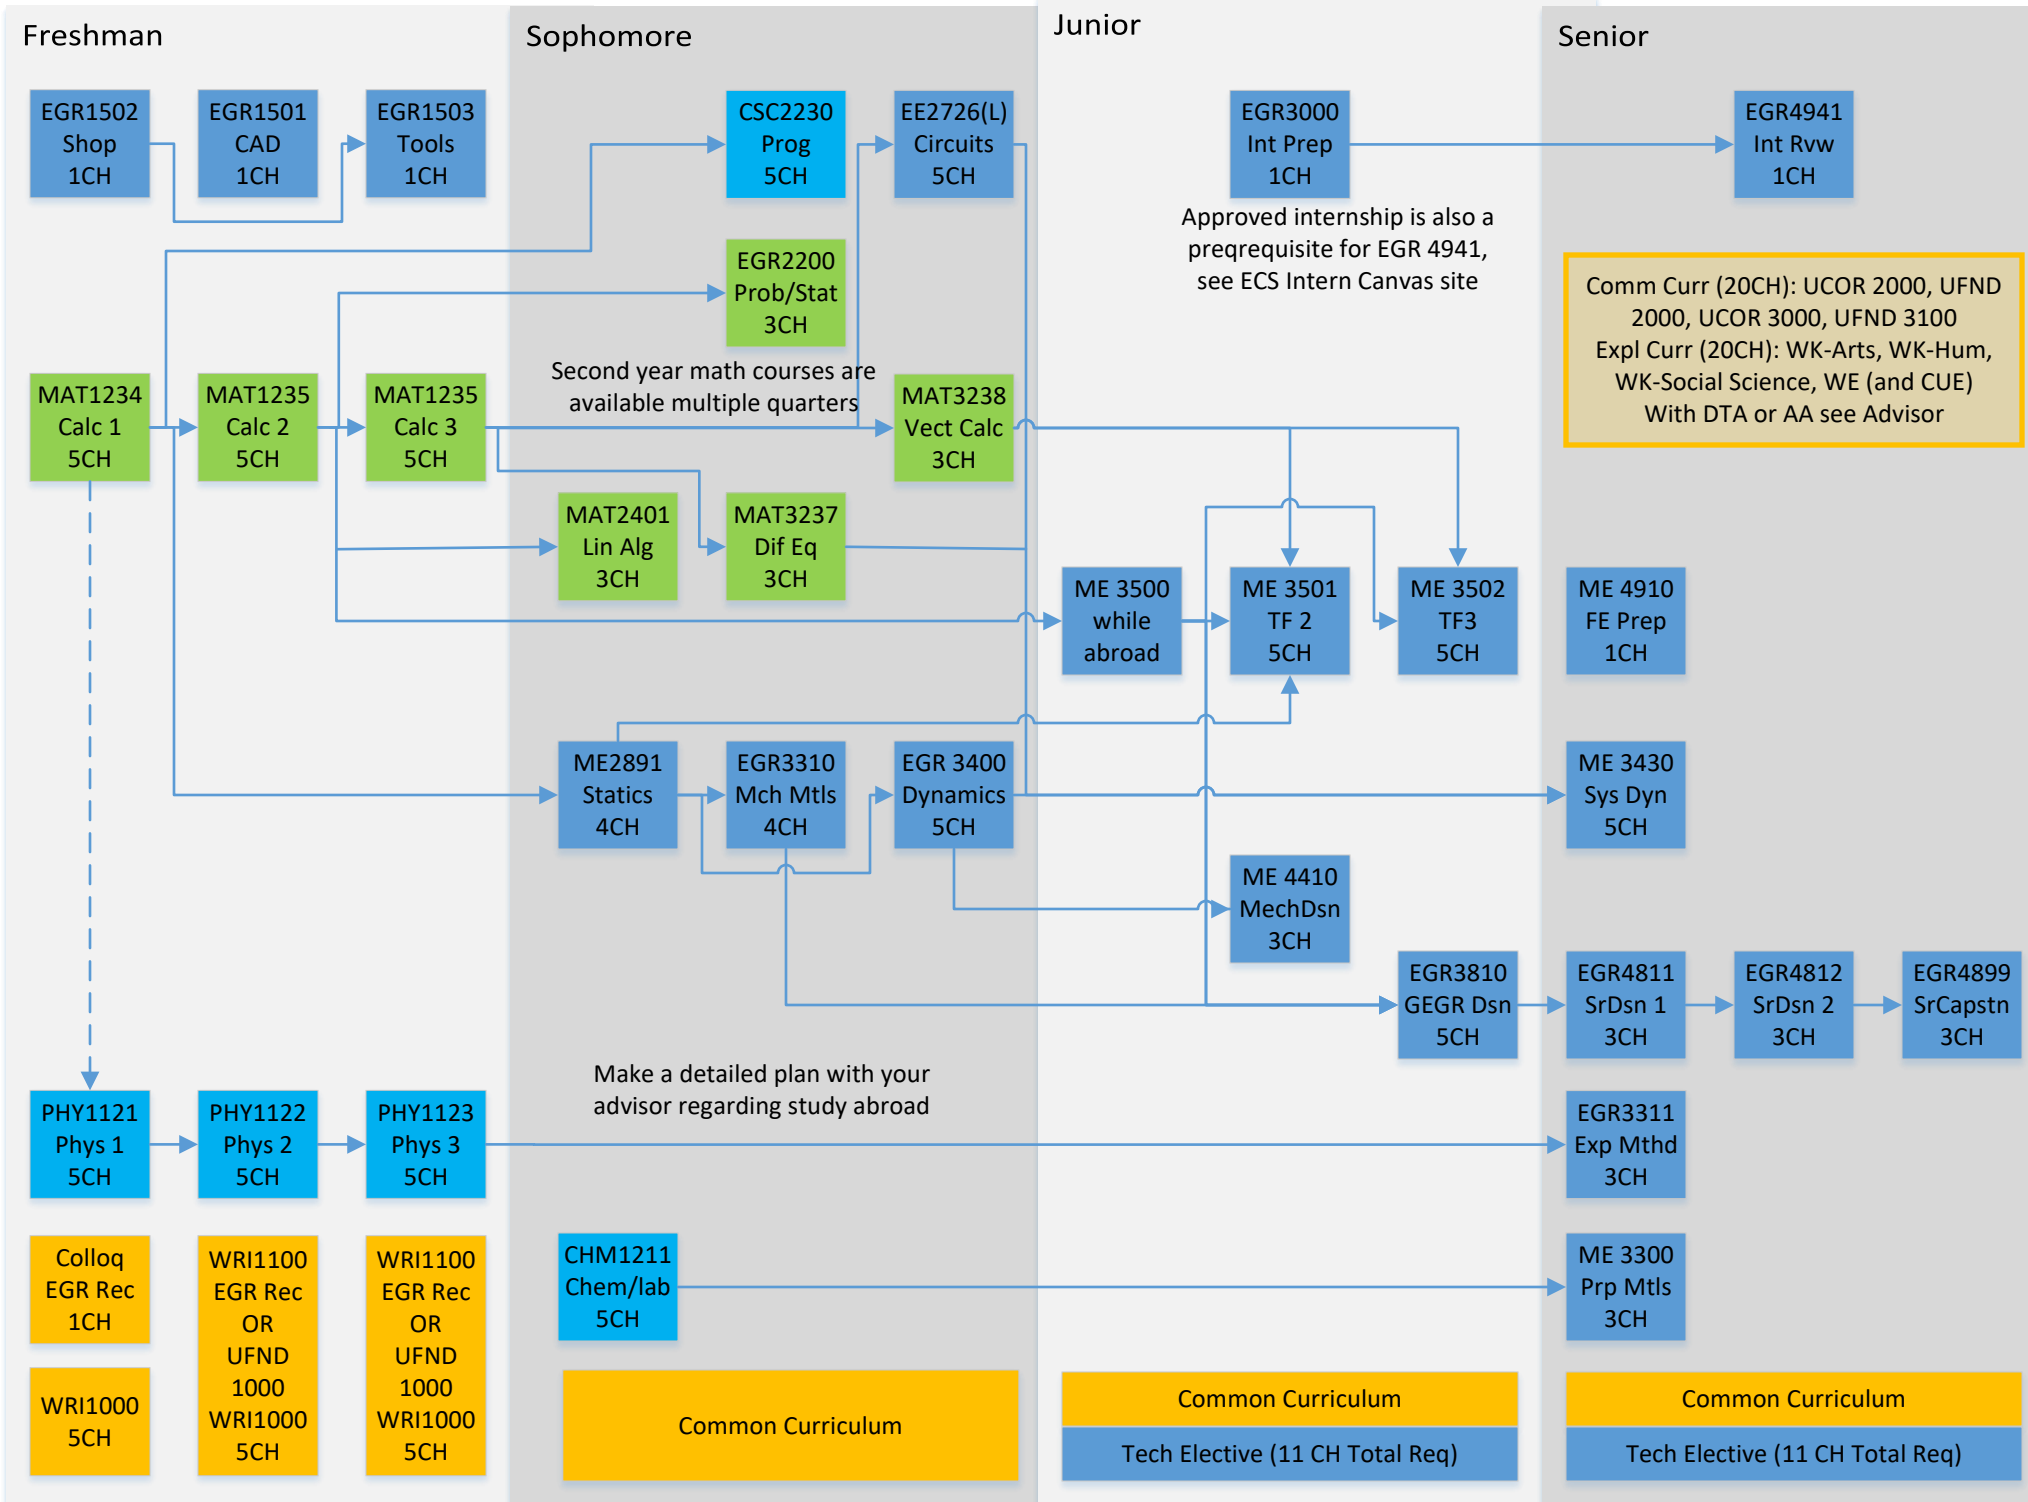 Freshman
Sophomore
Junior
Senior
EGR1502
Shop
1CH
EGR1501
CAD
1CH
EGR1503
Tools
1CH
CSC2230
Prog
5CH
EE2726(L)
Circuits
5CH
EGR3000
Int Prep
1CH
EGR4941
Int Rvw
1CH
Approved internship is also a
preqrequisite for EGR 4941,
see ECS Intern Canvas site
EGR2200
Prob/Stat
3CH
Comm Curr (20CH): UCOR 2000, UFND
2000, UCOR 3000, UFND 3100
Expl Curr (20CH): WK-Arts, WK-Hum,
WK-Social Science, WE (and CUE)
With DTA or AA see Advisor
MAT1234
Calc 1
5CH
MAT1235
Calc 2
5CH
MAT1235
Calc 3
5CH
Second year math courses are
available multiple quarters
MAT3238
Vect Calc
3CH
MAT2401
Lin Alg
3CH
MAT3237
Dif Eq
3CH
ME 3500
while
abroad
ME 3501
TF 2
5CH
ME 3502
TF3
5CH
ME 4910
FE Prep
1CH
ME2891
Statics
4CH
EGR3310
Mch Mtls
4CH
EGR 3400
Dynamics
5CH
ME 3430
Sys Dyn
5CH
ME 4410
MechDsn
3CH
EGR3810
GEGR Dsn
5CH
EGR4811
SrDsn 1
3CH
EGR4812
SrDsn 2
3CH
EGR4899
SrCapstn
3CH
Make a detailed plan with your
advisor regarding study abroad
PHY1121
Phys 1
5CH
PHY1122
Phys 2
5CH
PHY1123
Phys 3
5CH
EGR3311
Exp Mthd
3CH
Colloq
EGR Rec
1CH
WRI1100
EGR Rec
OR
UFND
1000
WRI1000
5CH
WRI1100
EGR Rec
OR
UFND
1000
WRI1000
5CH
CHM1211
Chem/lab
5CH
ME 3300
Prp Mtls
3CH
WRI1000
5CH
Common Curriculum
Common Curriculum
Tech Elective (11 CH Total Req)
Common Curriculum
Tech Elective (11 CH Total Req)